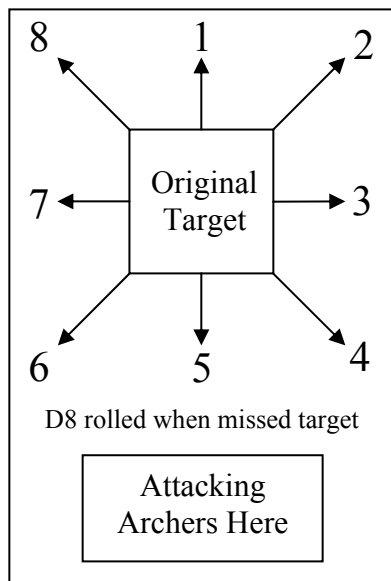 8 1 2
Original
7 Target 3
6 5 4
D8 rolled when missed target
Attacking
Archers Here